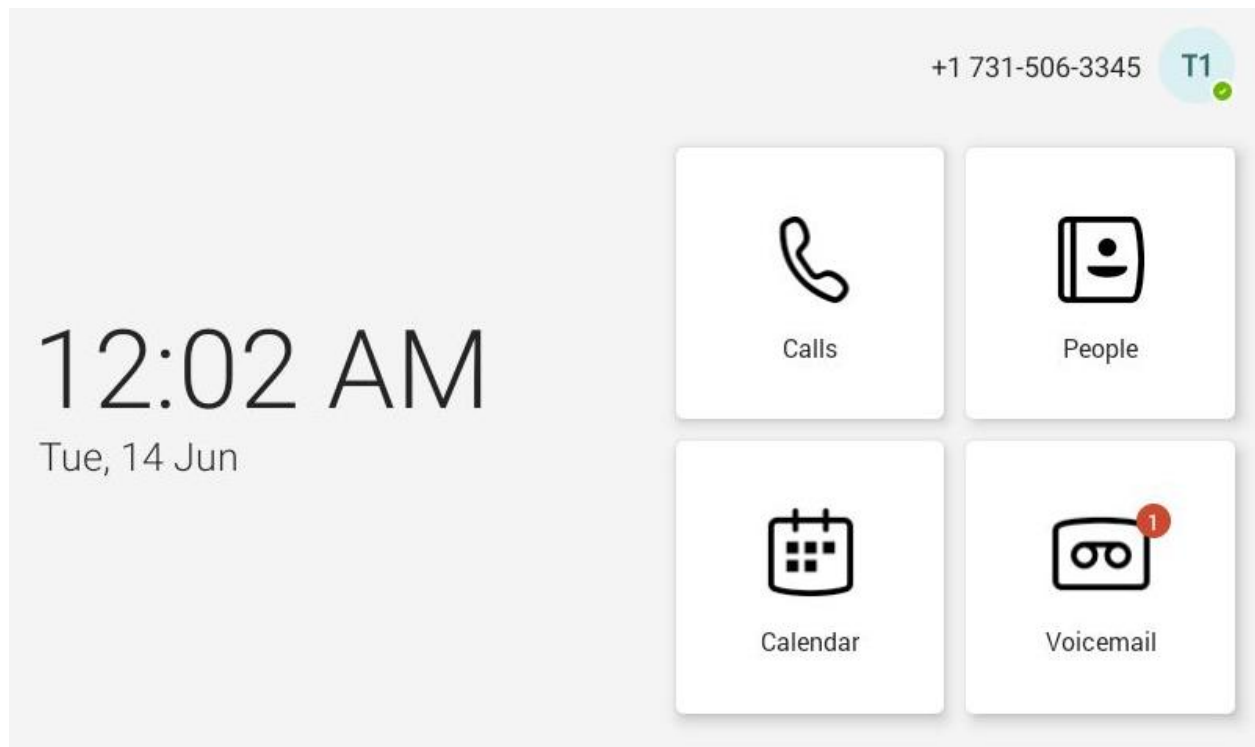 +1 731-506-3345 T1
12:02 AM
Tue, 14 Jun
Calls
People
Calendar
1
Voicemail